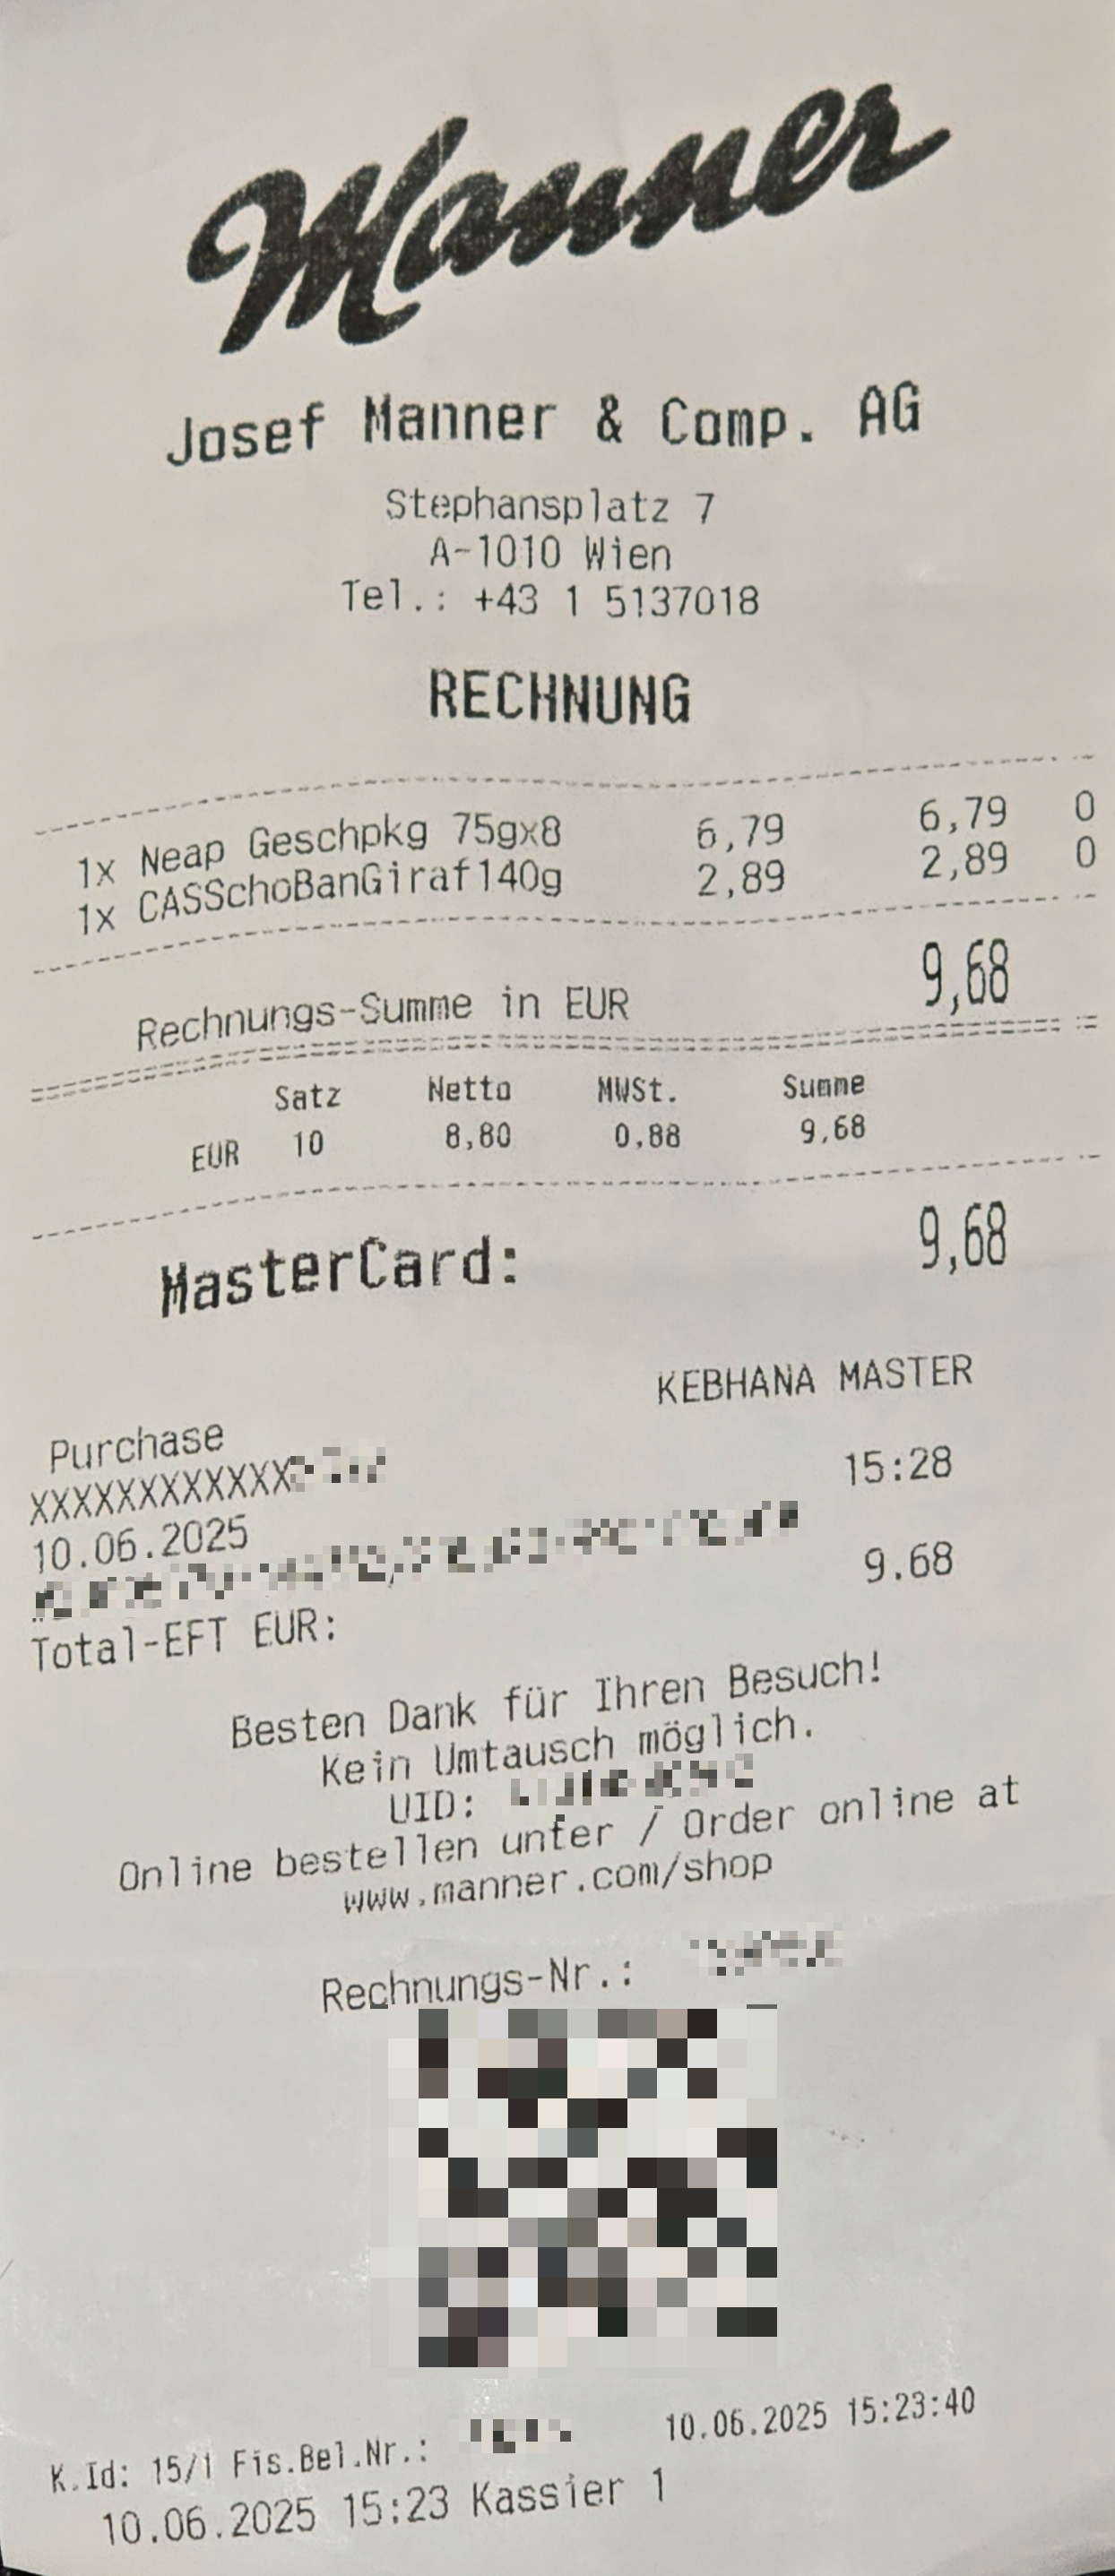 Manner
Josef Manner & Comp. AG
Stephansplatz 7
A-1010 Wien
Tel.: +43 1 5137018
RECHNUNG
1x Neap Geschpkg 75gx8 6,79 6,79 0
1x CASSchoBanGiraf140g 2,89 2,89 0
Rechnungs-Summe in EUR 9,68
Satz Netto MWSt. Summe
EUR 10 8,80 0,88 9,68
MasterCard: 9,68
KEBHANA MASTER
Purchase
XXXXXXXXXXXX 15:28
10.06.2025
Total-EFT EUR: 9.68
Besten Dank für Ihren Besuch!
Kein Umtausch möglich.
UID:
Online bestellen unter / Order online at
www.manner.com/shop
Rechnungs-Nr.:
K.Id: 15/1 Fis.Bel.Nr.: 10.06.2025 15:23:40
10.06.2025 15:23 Kassier 1